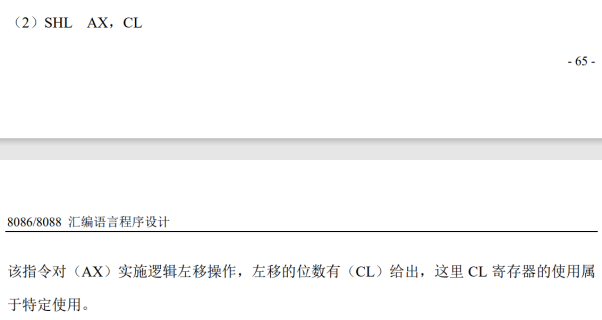 （2）SHL AX，CL
- 65 -
8086/8088 汇编语言程序设计
该指令对（AX）实施逻辑左移操作，左移的位数有（CL）给出，这里 CL 寄存器的使用属
于特定使用。